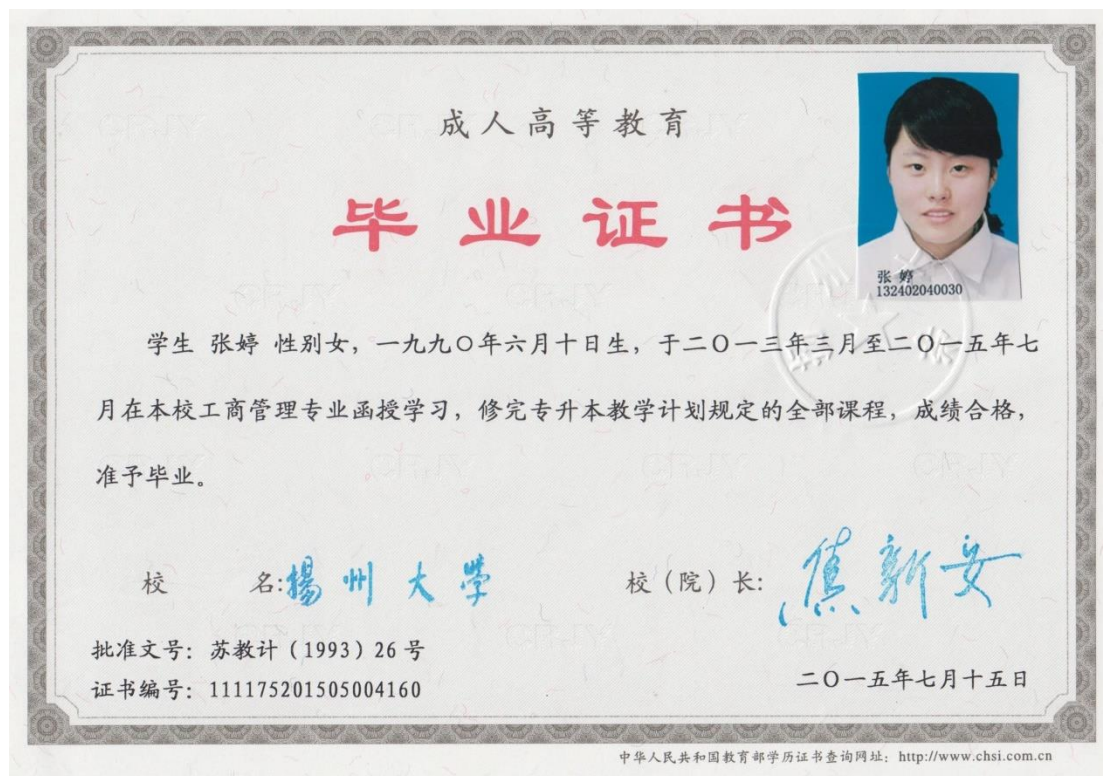 成人高等教育
毕业证书
张婷
132402040030
学生 张婷 性别女，一九九〇年六月十日生，于二〇一三年三月至二〇一五年七
月在本校工商管理专业函授学习，修完专升本教学计划规定的全部课程，成绩合格，
准予毕业。
校 名:揚州大學 校（院）长:焦新安
批准文号：苏教计（1993）26号
证书编号：111175201505004160
二〇一五年七月十五日
中华人民共和国教育部学历证书查询网址：http://www.chsi.com.cn